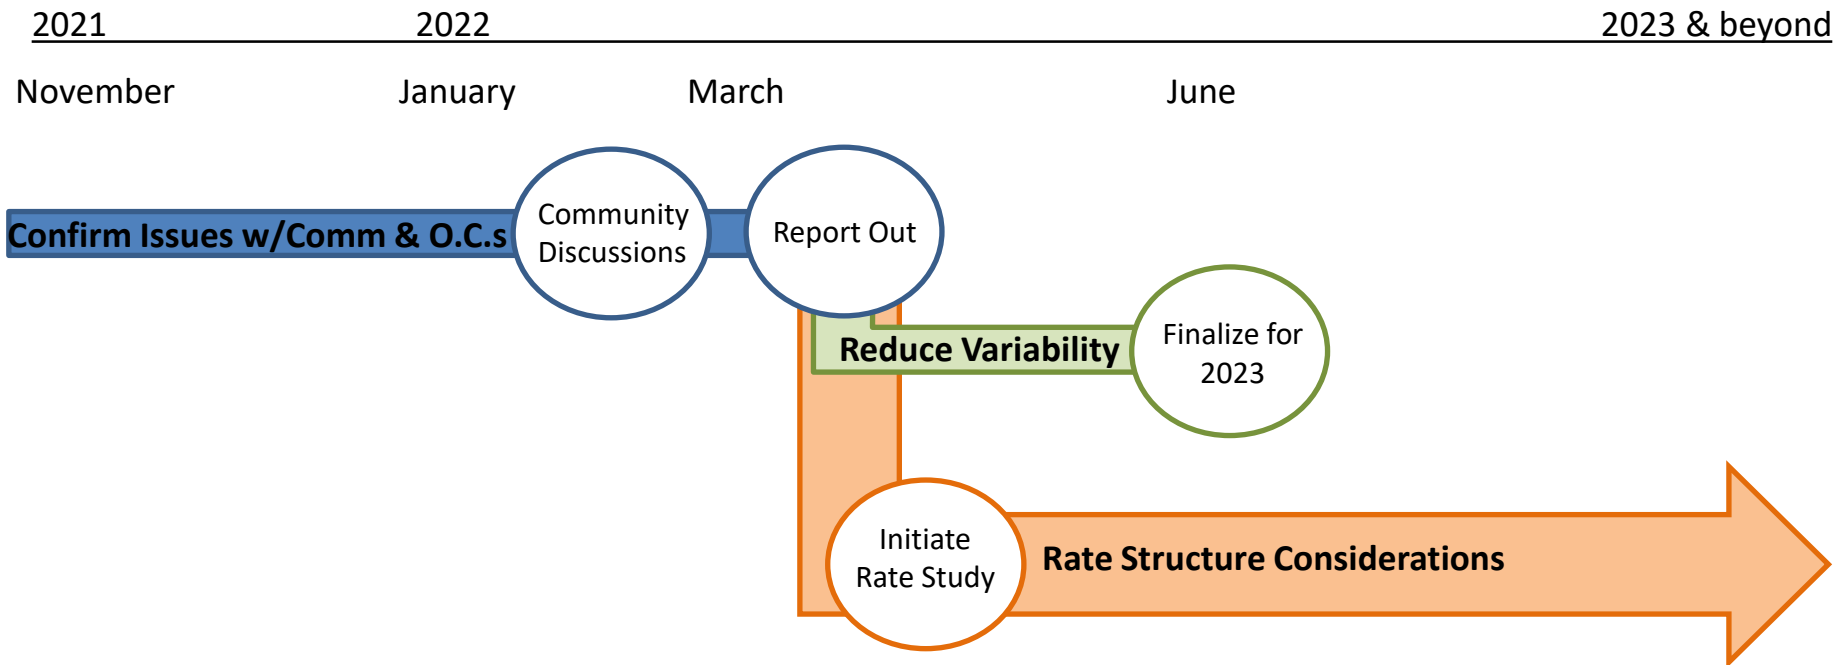 2021 2022 2023 & beyond
November January March June
Confirm Issues w/Comm & O.C.s
Community
Discussions
Report Out
Reduce Variability
Finalize for
2023
Initiate
Rate Study
Rate Structure Considerations